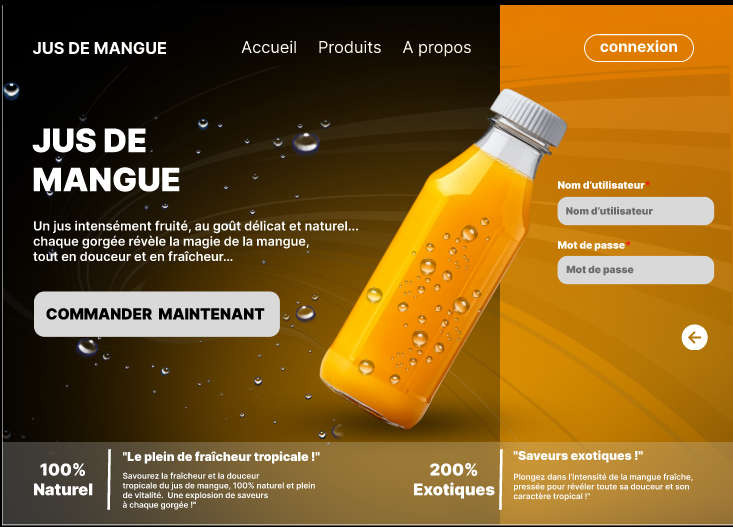 JUS DE MANGUE
Accueil
Produits
A propos
connexion
JUS DE
MANGUE
Un jus intensément fruité, au goût délicat et naturel...
chaque gorgée révèle la magie de la mangue,
tout en douceur et en fraîcheur...
COMMANDER MAINTENANT
Nom d'utilisateur*
Nom d'utilisateur
Mot de passe*
Mot de passe
100%
Naturel
"Le plein de fraîcheur tropicale !"
Savourez la fraîcheur et la douceur
tropicale du jus de mangue, 100% naturel et plein
de vitalité. Une explosion de saveurs
à chaque gorgée !"
200%
Exotiques
"Saveurs exotiques !"
Plongez dans l'intensité de la mangue fraîche,
pressée pour révéler toute sa douceur et son
caractère tropical !"